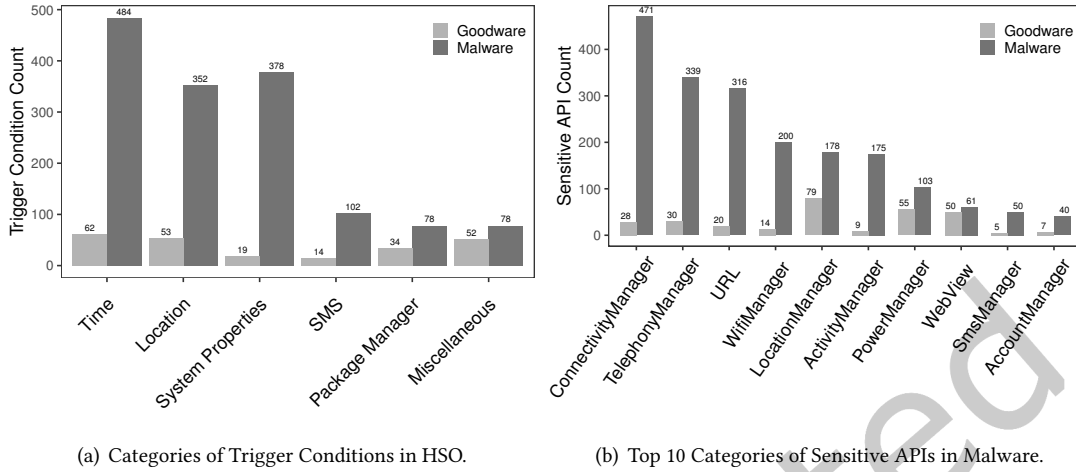 500
400
300
200
100
0
Trigger Condition Count
Goodware
Malware
484
352
378
102
78
78
62
53
19
14
34
52
Time
Location
System Properties
SMS
Package Manager
Miscellaneous
(a) Categories of Trigger Conditions in HSO.
400
300
200
100
0
Sensitive API Count
Goodware
Malware
471
339
316
200
178
175
103
61
50
40
28
30
20
14
79
9
55
50
5
7
ConnectivityManager
TelephonyManager
URL
WifiManager
LocationManager
ActivityManager
PowerManager
WebView
SmsManager
AccountManager
(b) Top 10 Categories of Sensitive APIs in Malware.
ted